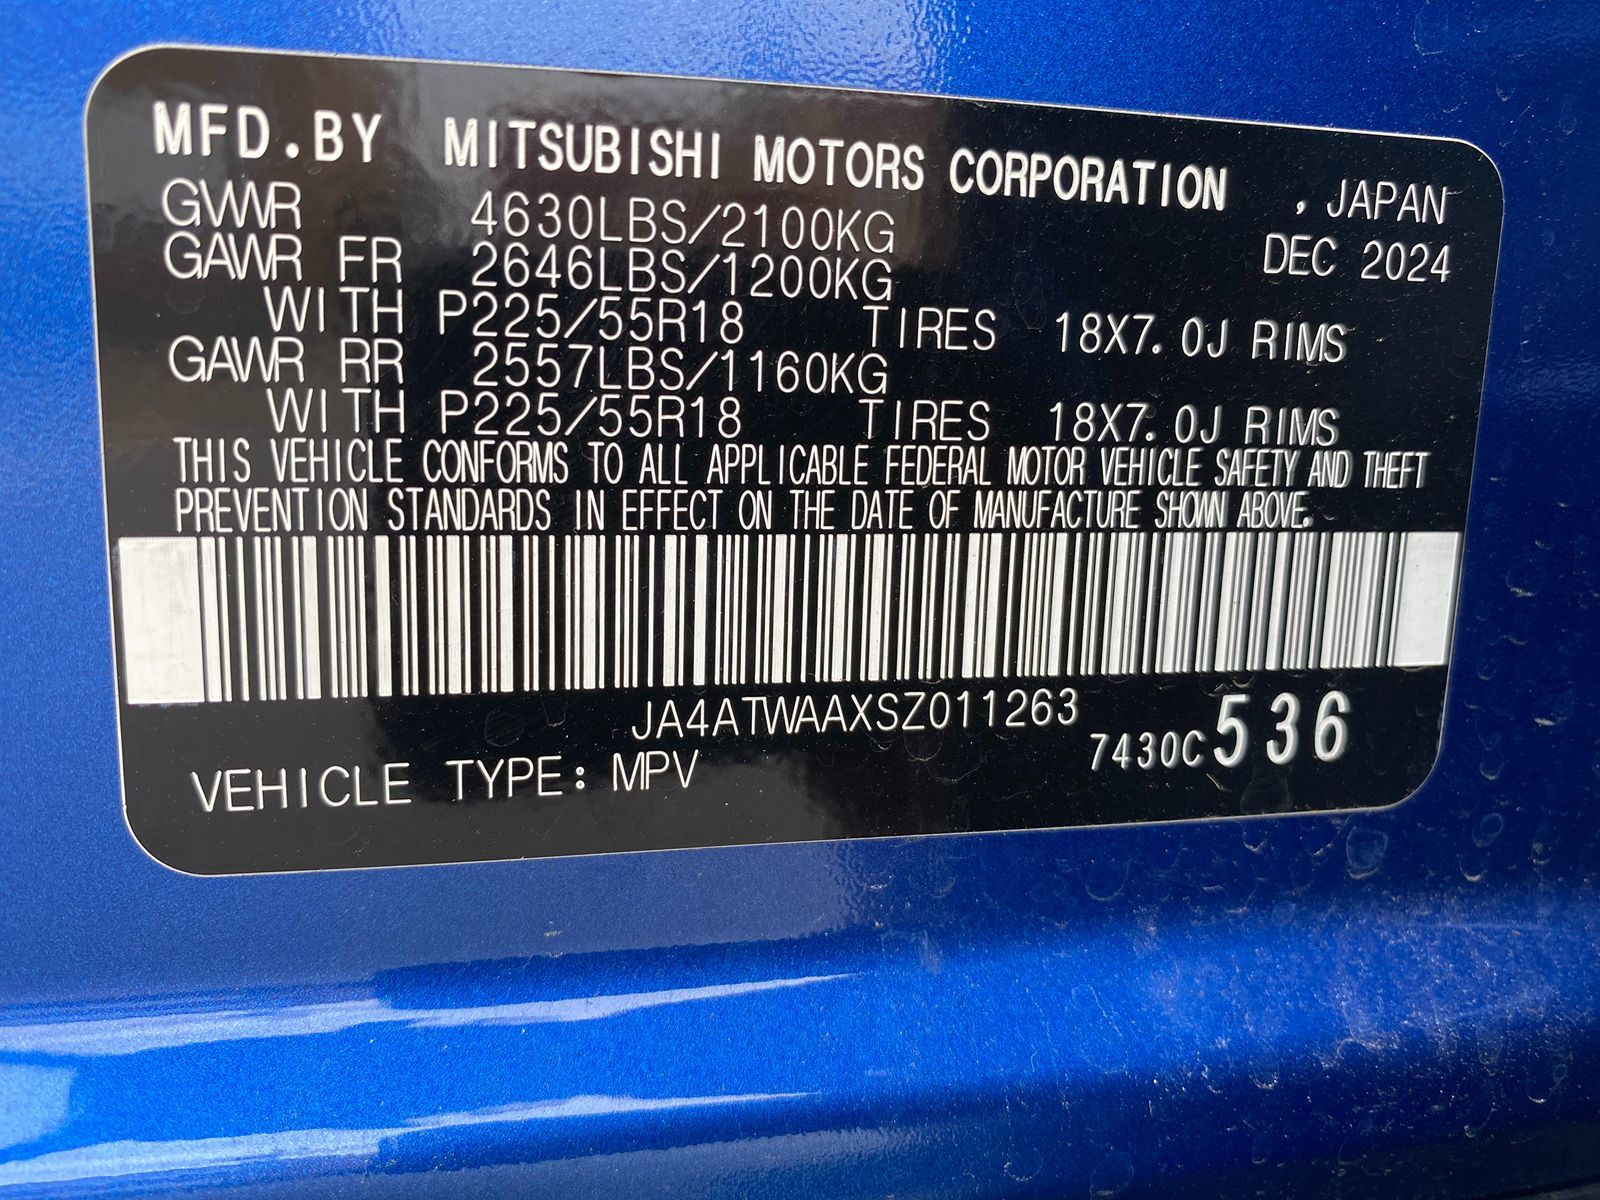 MFD.BY MITSUBISHI MOTORS CORPORATION , JAPAN
GVWR 4630LBS/2100KG DEC 2024
GAWR FR 2646LBS/1200KG
WITH P225/55R18 TIRES 18X7.0J RIMS
GAWR RR 2557LBS/1160KG
WITH P225/55R18 TIRES 18X7.0J RIMS
THIS VEHICLE CONFORMS TO ALL APPLICABLE FEDERAL MOTOR VEHICLE SAFETY AND THEFT
PREVENTION STANDARDS IN EFFECT ON THE DATE OF MANUFACTURE SHOWN ABOVE.
JA4ATWAAXSZ011263
7430C 536
VEHICLE TYPE: MPV